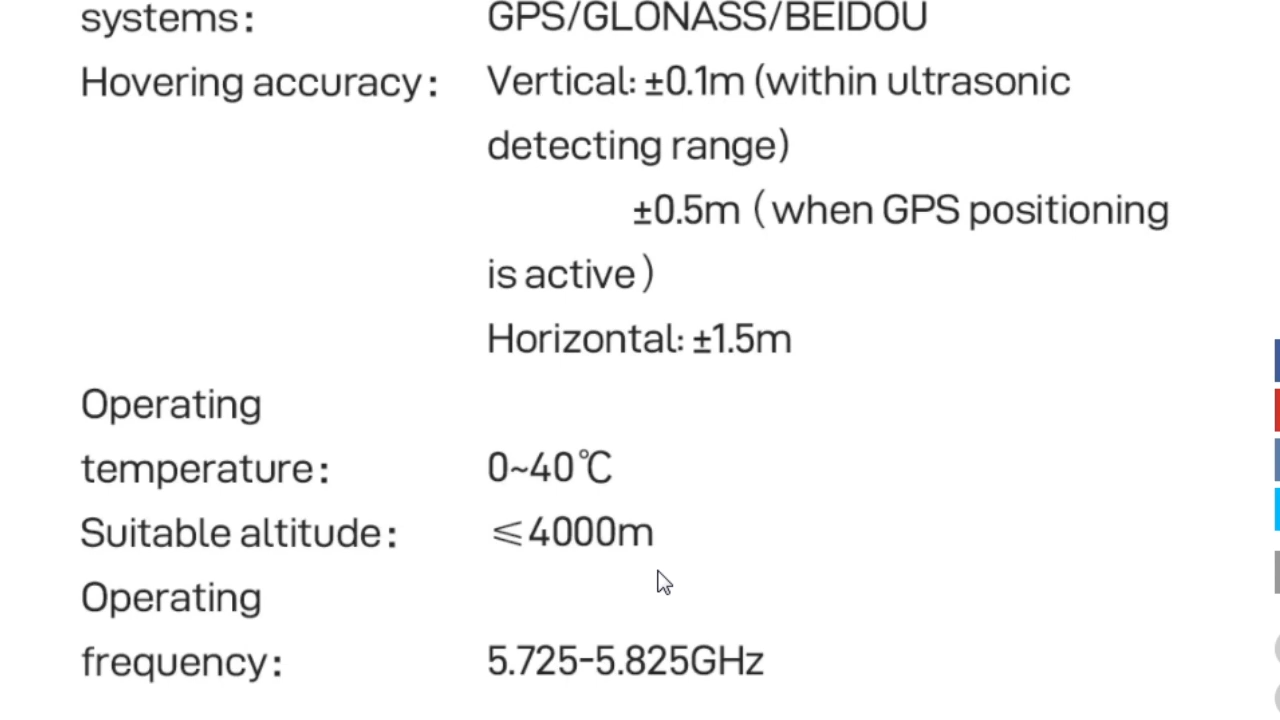 systems: GPS/GLONASS/BEIDOU
Hovering accuracy: Vertical: ±0.1m (within ultrasonic
detecting range)
±0.5m (when GPS positioning
is active)
Horizontal: ±1.5m
Operating
temperature: 0~40℃
Suitable altitude: ⩽4000m
Operating
frequency: 5.725-5.825GHz